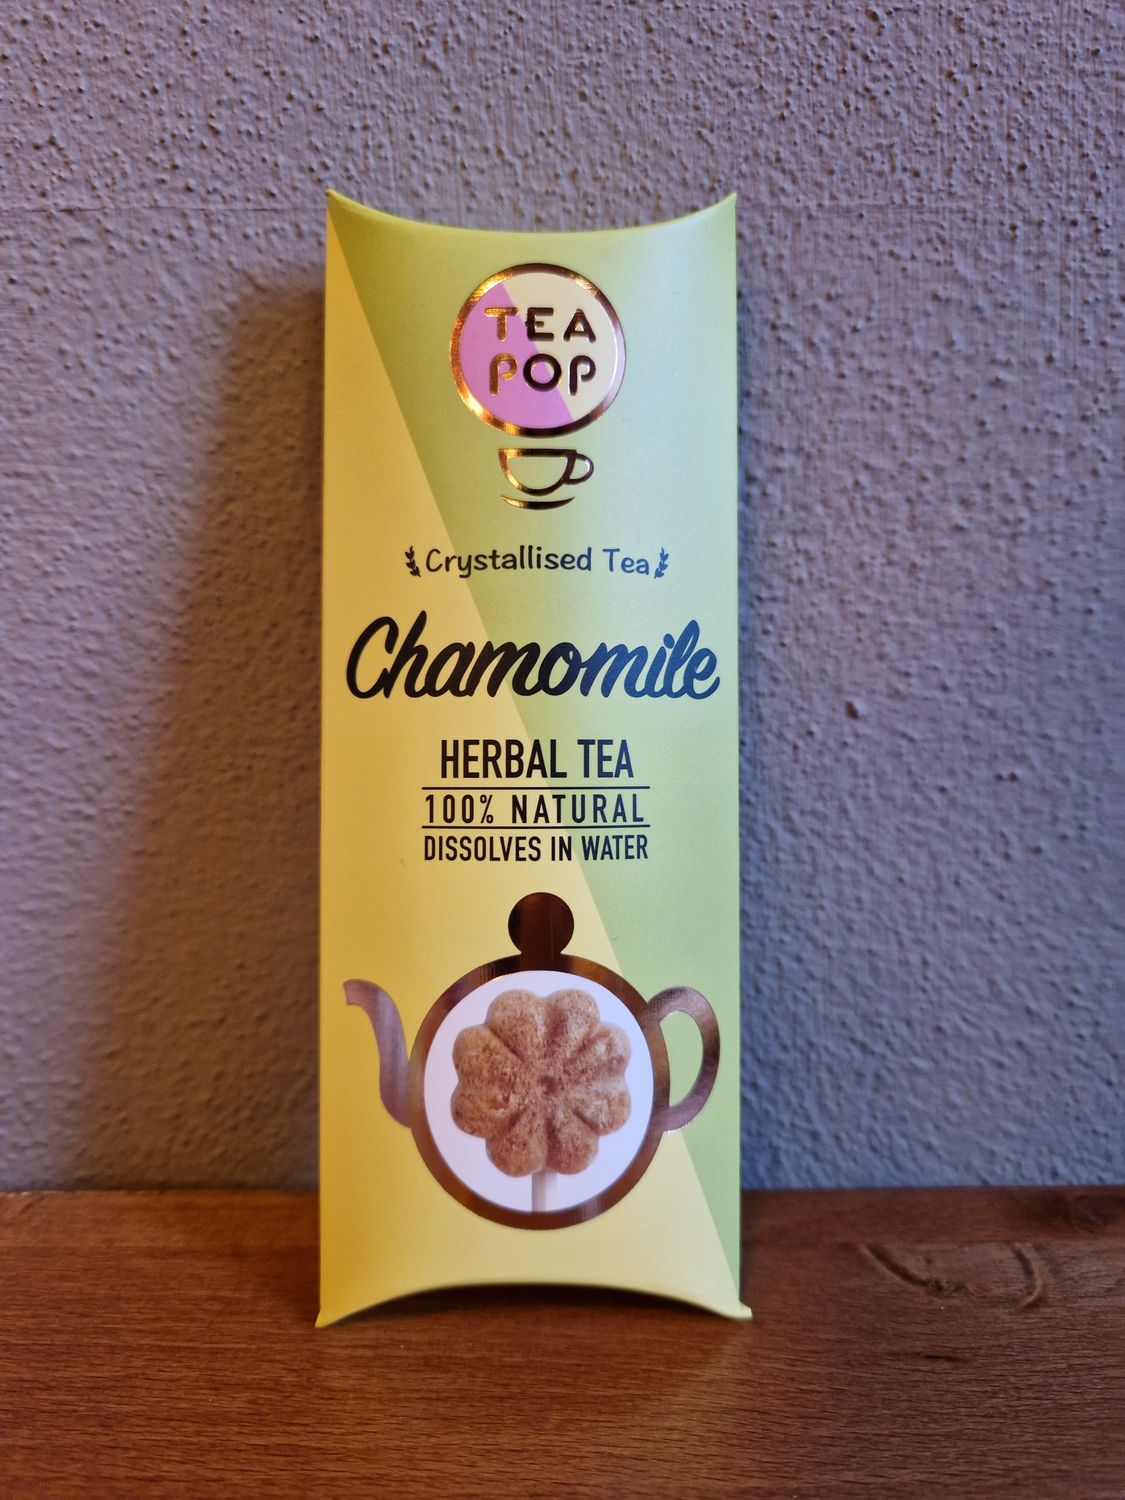 TEA
POP
Crystallised Tea
Chamomile
HERBAL TEA
100% NATURAL
DISSOLVES IN WATER